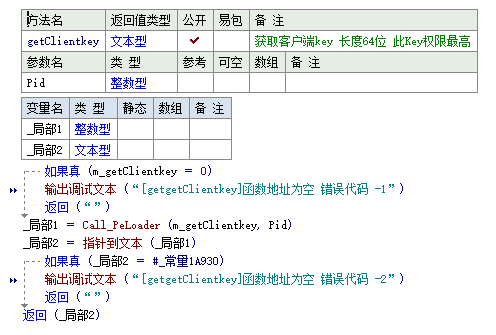 方法名 返回值类型 公开 易包 备 注
getClientkey 文本型 ✓ 获取客户端key 长度64位 此Key权限最高
参数名 类 型 参考 可空 数组 备 注
Pid 整数型
变量名 类 型 静态 数组 备 注
_局部1 整数型
_局部2 文本型
如果真 (m_getClientkey = 0)
输出调试文本 (“[getgetClientkey]函数地址为空 错误代码 -1”)
返回 (“”)
_局部1 = Call_PeLoader (m_getClientkey, Pid)
_局部2 = 指针到文本 (_局部1)
如果真 (_局部2 = #_常量1A930)
输出调试文本 (“[getgetClientkey]函数地址为空 错误代码 -2”)
返回 (“”)
返回 (_局部2)